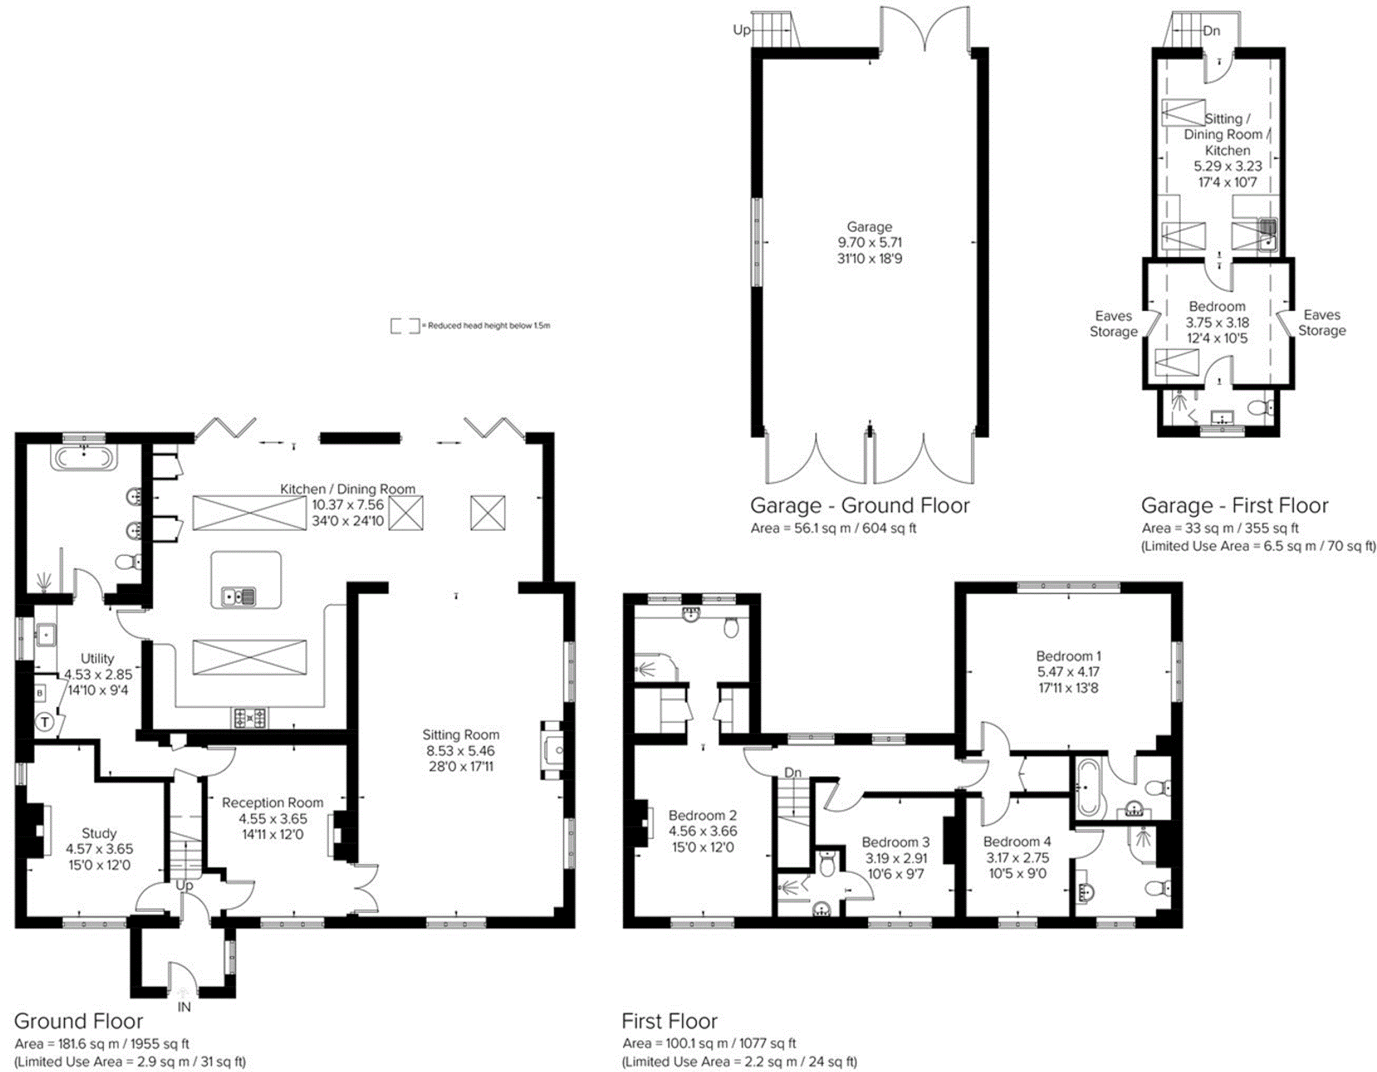 Up
Garage
9.70 x 5.71
31'10 x 18'9
Garage - Ground Floor
Area = 56.1 sq m / 604 sq ft
Dn
Sitting /
Dining Room /
Kitchen
5.29 x 3.23
17'4 x 10'7
Bedroom
3.75 x 3.18
12'4 x 10'5
Eaves
Storage
Eaves
Storage
Garage - First Floor
Area = 33 sq m / 355 sq ft
(Limited Use Area = 6.5 sq m / 70 sq ft)
= Reduced head height below 1.5m
Kitchen / Dining Room
10.37 x 7.56
34'0 x 24'10
Utility
4.53 x 2.85
14'10 x 9'4
B
T
Sitting Room
8.53 x 5.46
28'0 x 17'11
Reception Room
4.55 x 3.65
14'11 x 12'0
Study
4.57 x 3.65
15'0 x 12'0
Up
IN
Ground Floor
Area = 181.6 sq m / 1955 sq ft
(Limited Use Area = 2.9 sq m / 31 sq ft)
Bedroom 1
5.47 x 4.17
17'11 x 13'8
Dn
Bedroom 2
4.56 x 3.66
15'0 x 12'0
Bedroom 3
3.19 x 2.91
10'6 x 9'7
Bedroom 4
3.17 x 2.75
10'5 x 9'0
First Floor
Area = 100.1 sq m / 1077 sq ft
(Limited Use Area = 2.2 sq m / 24 sq ft)